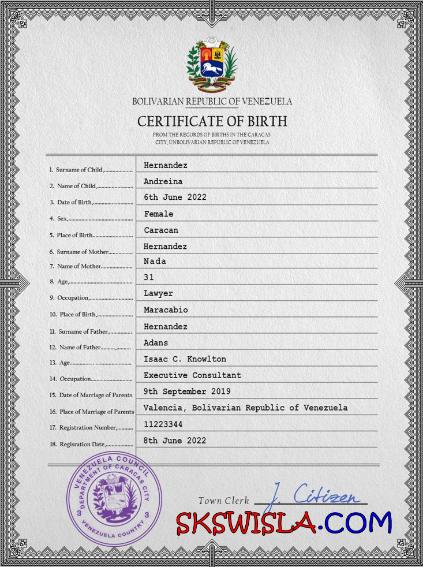 BOLIVARIAN REPUBLIC OF VENEZUELA
CERTIFICATE OF BIRTH
FROM THE RECORDS OF BIRTHS IN THE CARACAS
CITY, UNBOLIVARIAN REPUBLIC OF VENEZUELA
1. Surname of Child, Hernandez
2. Name of Child, Andreina
3. Date of Birth, 6th June 2022
4. Sex, Female
5. Place of Birth Caracan
6. Surname of Mother Hernandez
7. Name of Mother Nada
8. Age, 31
9. Occupation, Lawyer
10. Place of Birth, Maracabio
11. Surname of Father Hernandez
12. Name of Father Adans
13. Age Isaac C. Knowlton
14. Occupation Executive Consultant
15. Date of Marriage of Parents 9th September 2019
16. Place of Marriage of Parents Valencia, Bolivarian Republic of Venezuela
17. Registration Number, 11223344
18. Regisration Date, 8th June 2022
VENEZUELA COUNCIL
DEPARTMENT OF CARACAS CITY
3 3
VENEZUELA COUNTRY
Town Clerk J. Citizen
SKSWISLA.COM